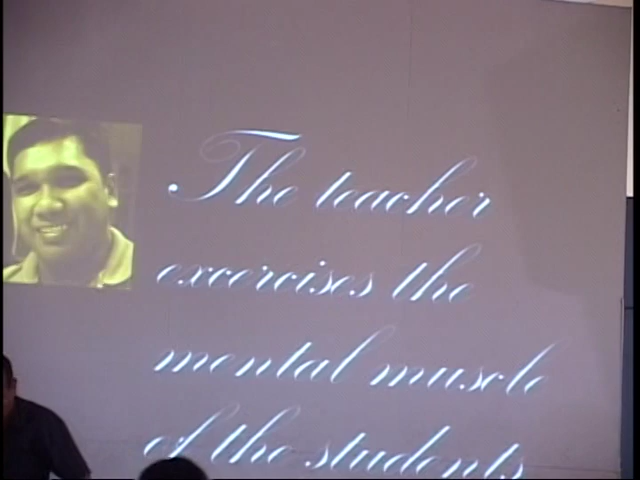 The teacher
exercises the
mental muscle
of the students